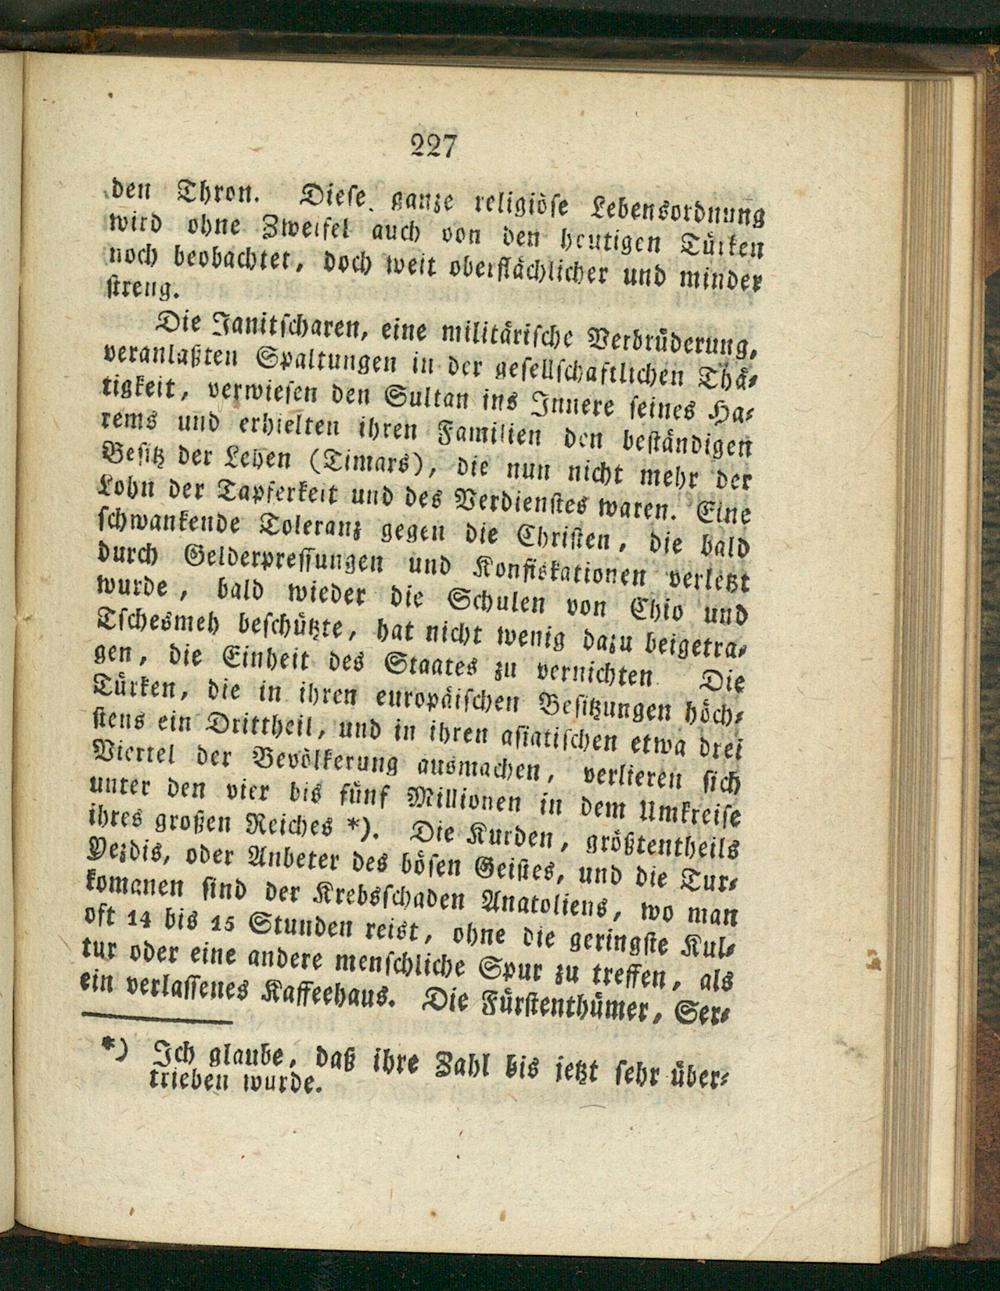 227
den Thron. Diese ganze religiöse Lebensordnung
wird ohne Zweifel auch von den heutigen Türken
noch beobachtet, doch weit oberflächlicher und minder
streng.
Die Janitscharen, eine militärische Verbrüderung,
veranlaßten Spaltungen in der gesellschaftlichen Thä-
tigkeit, verwiesen den Sultan ins Innere seines Ha-
rems und erhielten ihren Familien den beständigen
Besitz der Lehen (Timars), die nun nicht mehr der
Lohn der Tapferkeit und des Verdienstes waren. Eine
schwankende Toleranz gegen die Christen, die bald
durch Gelderpressungen und Konfiskationen verletzt
wurde, bald wieder die Schulen von Chio und
Tschesmeh beschützte, hat nicht wenig dazu beigetra-
gen, die Einheit des Staates zu vernichten Die
Türken, die in ihren europäischen Besitzungen höch-
stens ein Drittheil, und in ihren asiatischen etwa drei
Viertel der Bevölkerung ausmachen, verlieren sich
unter den vier bis fünf Millionen in dem Umkreise
ihres großen Reiches *). Die Kurden, größtentheils
Yezdis, oder Anbeter des bösen Geistes, und die Tur-
komanen sind der Krebsschaden Anatoliens, wo man
oft 14 bis 15 Stunden reist, ohne die geringste Kul-
tur oder eine andere menschliche Spur zu treffen, als
ein verlassenes Kaffeehaus. Die Fürstenthümer, Ser-
*) Ich glaube, daß ihre Zahl bis jetzt sehr über-
trieben wurde.